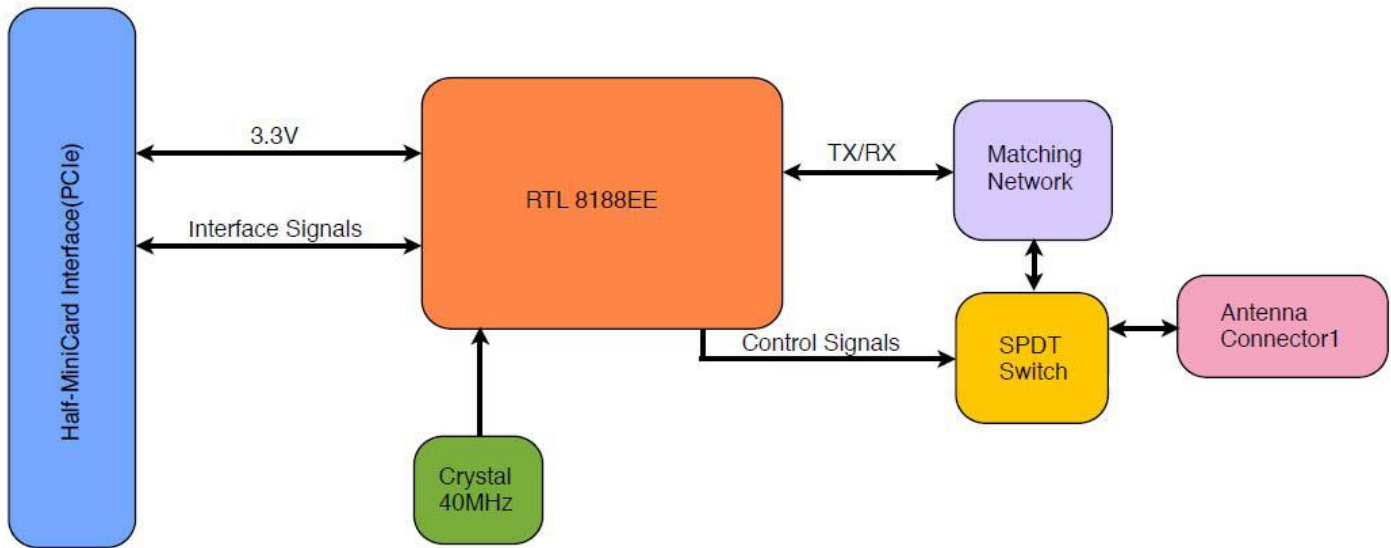 Half-MiniCard Interface(PCIe)
3.3V
Interface Signals
RTL 8188EE
TX/RX
Matching
Network
Control Signals
SPDT
Switch
Antenna
Connector1
Crystal
40MHz